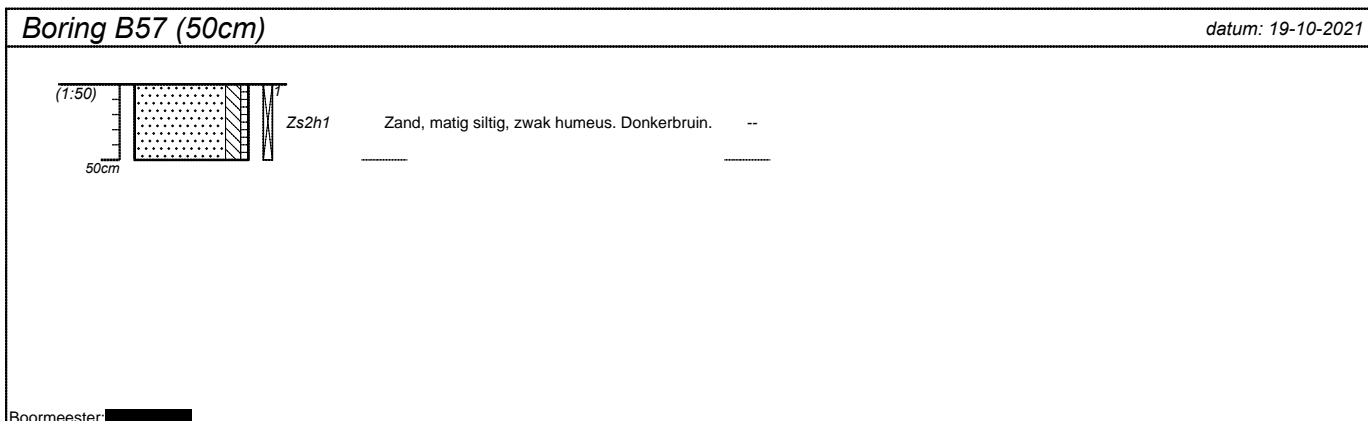 Boring B57 (50cm)
datum: 19-10-2021
(1:50)
1
Zs2h1
Zand, matig siltig, zwak humeus. Donkerbruin.
--
50cm
Boormeester: